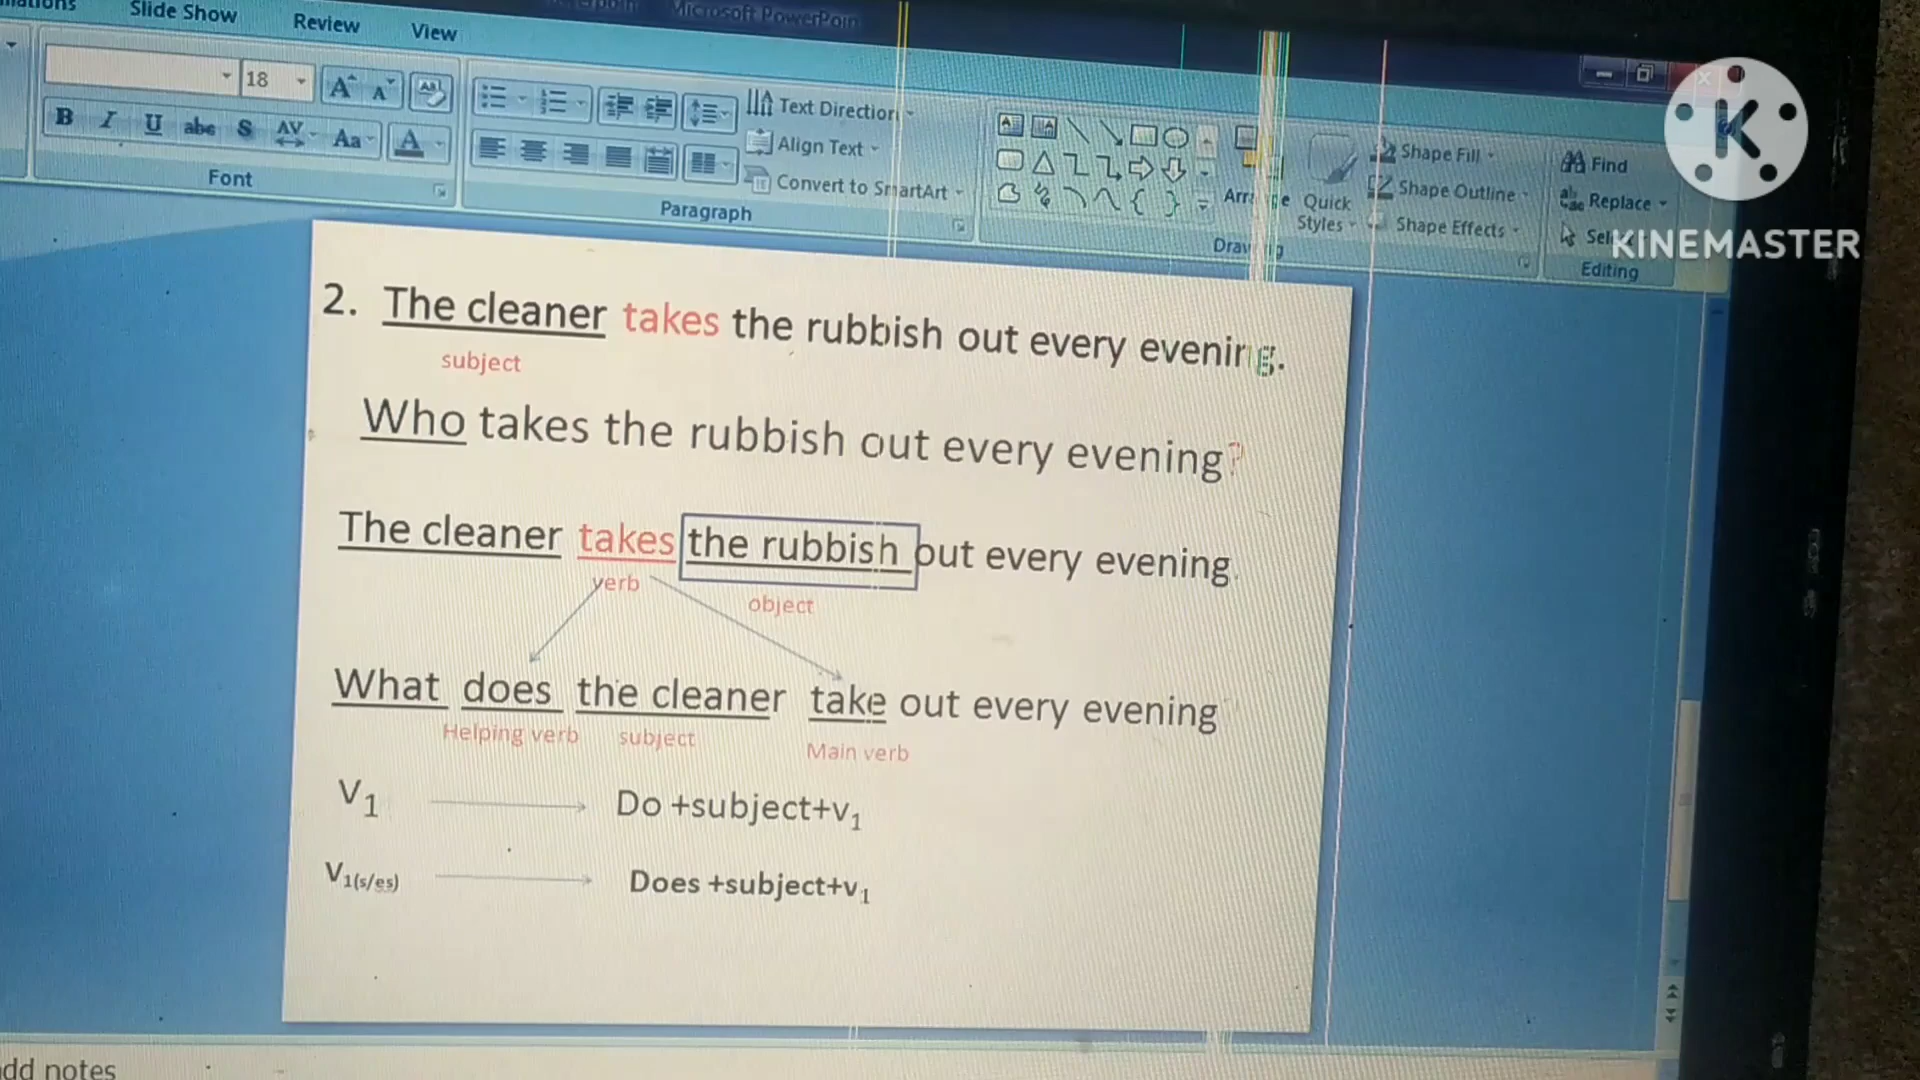 Slide Show
Review
View
Microsoft PowerPoin
18
B I U abc S AV Aa A
Font
Text Direction
Align Text
Convert to SmartArt
Paragraph
Quick
Styles
Shape Fill
Shape Outline
Shape Effects
Find
Replace
Editing
K
KINEMASTER
2. The cleaner takes the rubbish out every evening.
subject
Who takes the rubbish out every evening?
The cleaner takes the rubbish out every evening.
verb
object
What does the cleaner take out every evening
Helping verb subject Main verb
V1 Do +subject+v1
V1(s/es) Does +subject+v1
dd notes